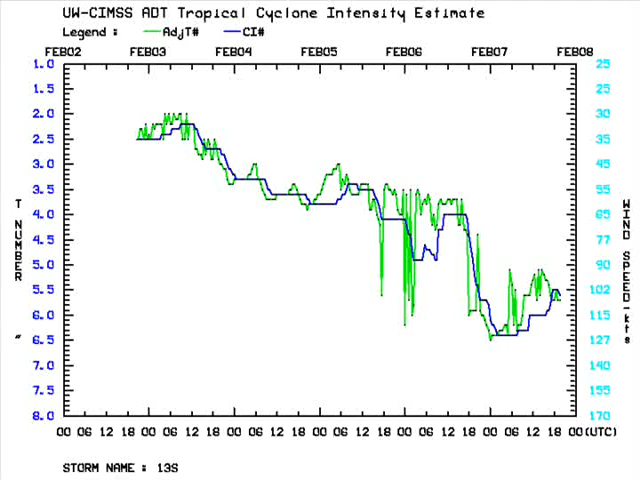 UW-CIMSS ADT Tropical Cyclone Intensity Estimate
Legend : AdjT# CI#
FEB02 FEB03 FEB04 FEB05 FEB06 FEB07 FEB08
1.0 25
1.5 27
2.0 30
2.5 35
3.0 45
3.5 55
4.0 65
4.5 77
5.0 90
5.5 102
6.0 115
6.5 127
7.0 140
7.5 155
8.0 170
T NUMBER
WIND SPEED-kts
00 06 12 18 00 06 12 18 00 06 12 18 00 06 12 18 00 06 12 18 00 06 12 18 00(UTC)
STORM NAME : 13S